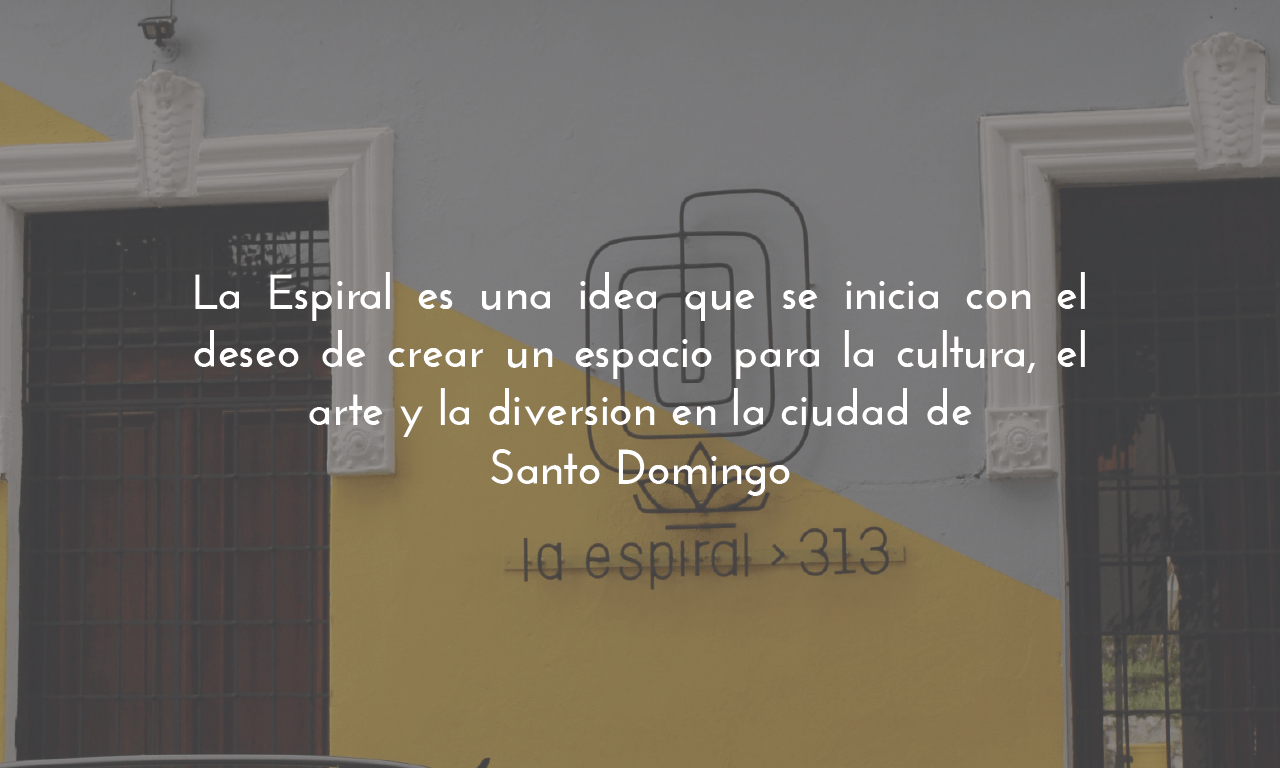 La Espiral es una idea que se inicia con el
deseo de crear un espacio para la cultura, el
arte y la diversion en la ciudad de
Santo Domingo
la espiral > 313